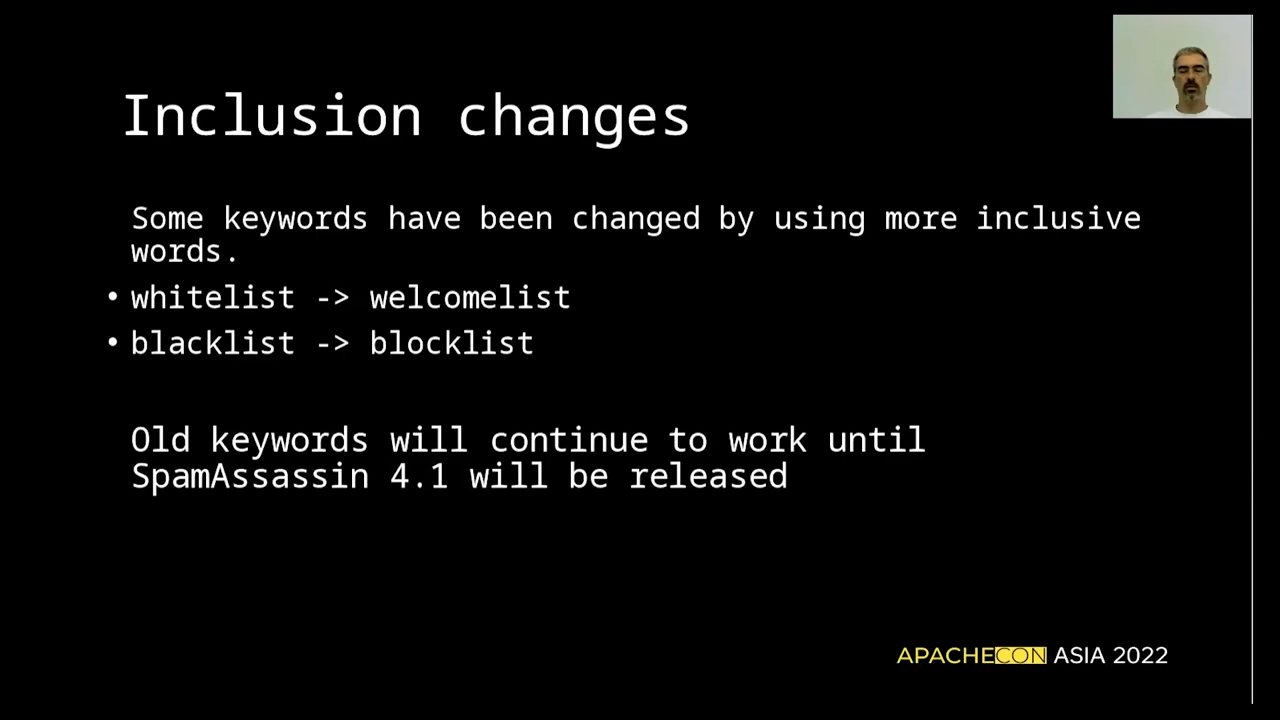 Inclusion changes
Some keywords have been changed by using more inclusive
words.
• whitelist -> welcomelist
• blacklist -> blocklist
Old keywords will continue to work until
SpamAssassin 4.1 will be released
APACHECON ASIA 2022